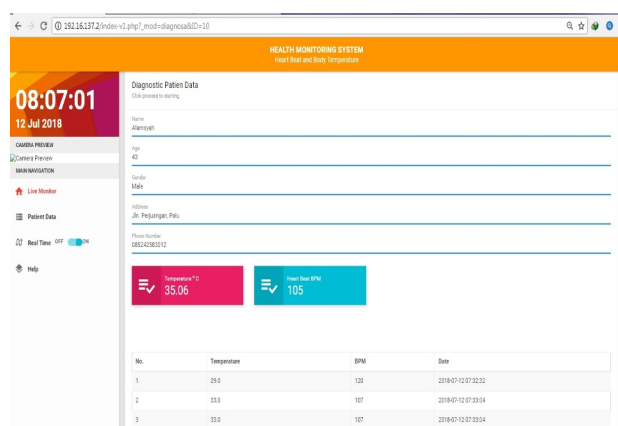 192.16.137.2/index-v1.php?_mod=diagnosa&ID=10
HEALTH MONITORING SYSTEM
Heart Beat and Body Temperature
08:07:01
12 Jul 2018
CAMERA PREVIEW
Camera Preview
MAIN NAVIGATION
Live Monitor
Patient Data
Real Time OFF ON
Help
Diagnostic Patien Data
Click process to starting.
Name
Alamsyah
Age
43
Gender
Male
Address
Jln. Perjuangan, Palu
Phone Number
085242583012
Temperature °C
35.06
Heart Beat BPM
105
No. Temperature BPM Date
1 29.0 120 2018-07-12 07:32:32
2 33.0 107 2018-07-12 07:33:04
3 33.0 107 2018-07-12 07:33:04